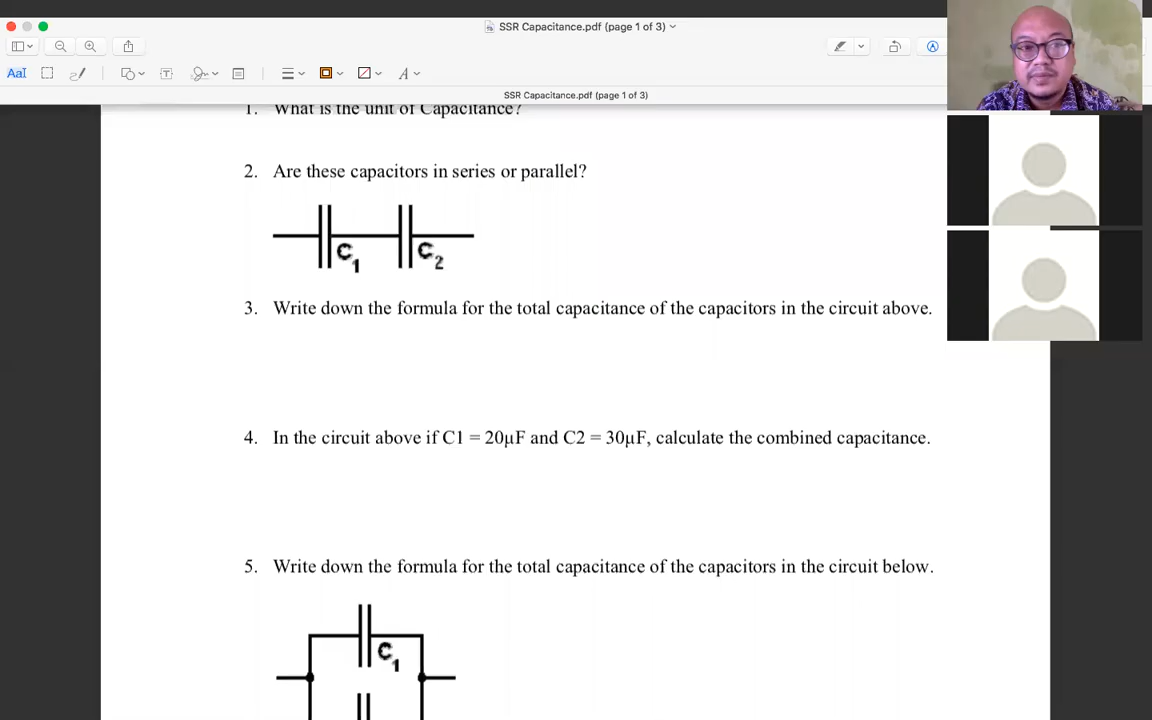 SSR Capacitance.pdf (page 1 of 3)
AaI
T
A
A
SSR Capacitance.pdf (page 1 of 3)
1. What is the unit of Capacitance?
2. Are these capacitors in series or parallel?
C1
C2
3. Write down the formula for the total capacitance of the capacitors in the circuit above.
4. In the circuit above if C1 = 20μF and C2 = 30μF, calculate the combined capacitance.
5. Write down the formula for the total capacitance of the capacitors in the circuit below.
C1